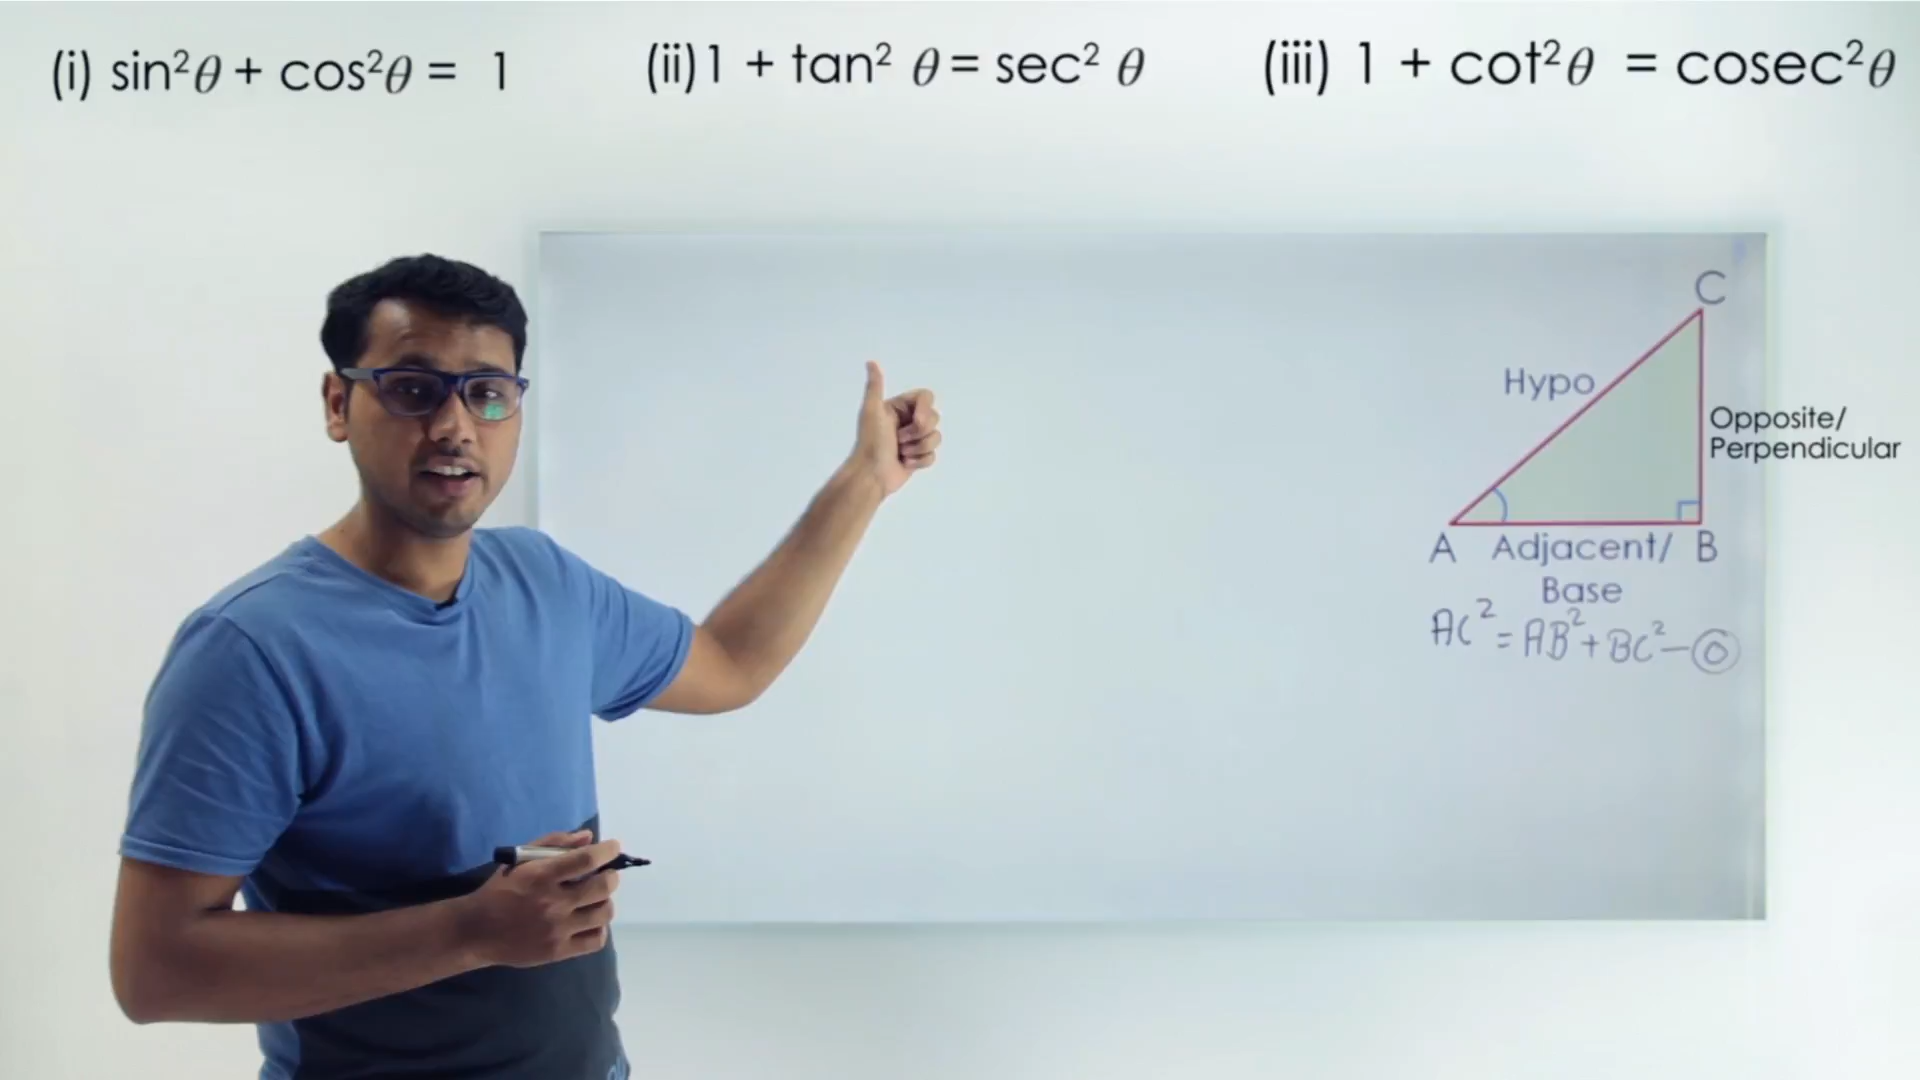 (i) sin²θ + cos²θ = 1
(ii) 1 + tan² θ = sec² θ
(iii) 1 + cot²θ = cosec²θ
C
Hypo
Opposite/
Perpendicular
A Adjacent/ B
Base
AC² = AB² + BC² – ⓪